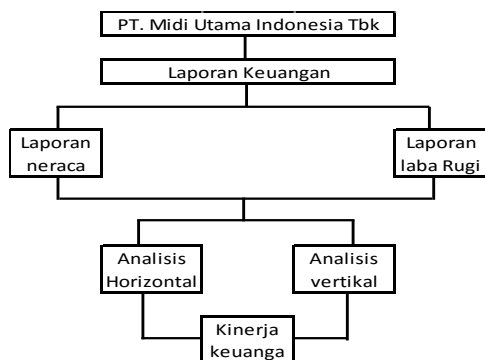 PT. Midi Utama Indonesia Tbk
Laporan Keuangan
Laporan
neraca
Laporan
laba Rugi
Analisis
Horizontal
Analisis
vertikal
Kinerja
keuanga